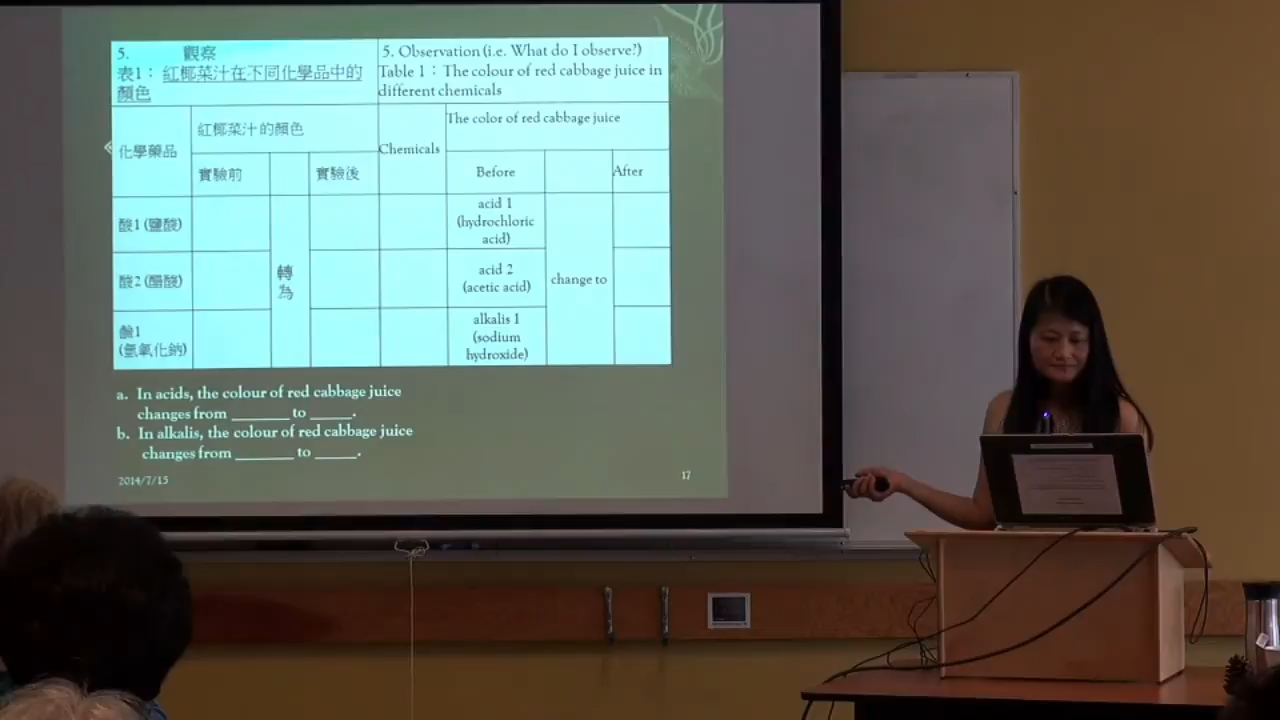 5. 觀察
表1： 紅椰菜汁在不同化學品中的
顏色
5. Observation (i.e. What do I observe?)
Table 1：The colour of red cabbage juice in
different chemicals
化學藥品
紅椰菜汁的顏色
實驗前
實驗後
Chemicals
The color of red cabbage juice
Before
After
酸1 (鹽酸)
acid 1
(hydrochloric
acid)
酸2 (醋酸)
轉
為
acid 2
(acetic acid)
change to
鹼1
(氫氧化鈉)
alkalis 1
(sodium
hydroxide)
a. In acids, the colour of red cabbage juice
changes from ________ to ______.
b. In alkalis, the colour of red cabbage juice
changes from ________ to ______.
2014/7/15
17